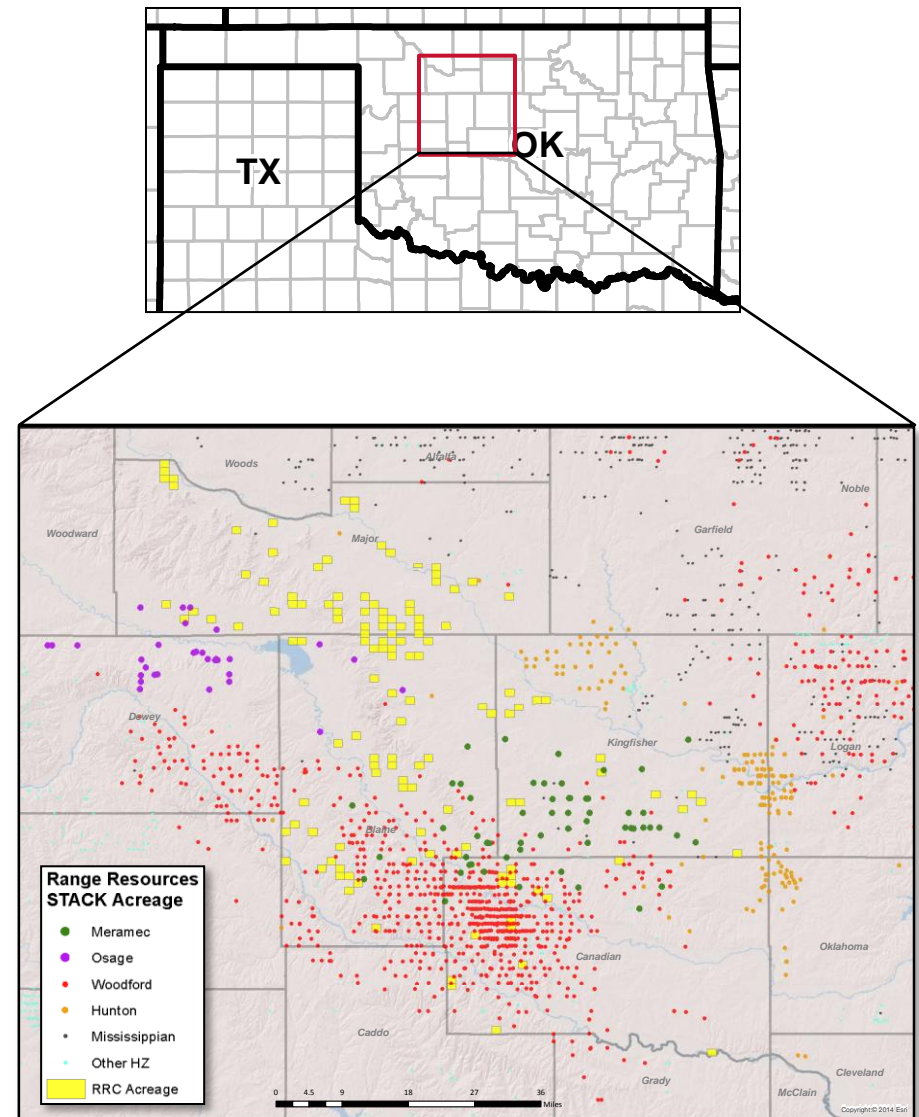 TX
OK
Woods
Alfalfa
Noble
Woodward
Major
Garfield
Dewey
Kingfisher
Logan
Blaine
Range Resources
STACK Acreage
Meramec
Osage
Woodford
Hunton
Mississippian
Other HZ
RRC Acreage
Oklahoma
Canadian
Caddo
Grady
Cleveland
McClain
0 4.5 9 18 27 36
Miles
Copyright:© 2014 Esri